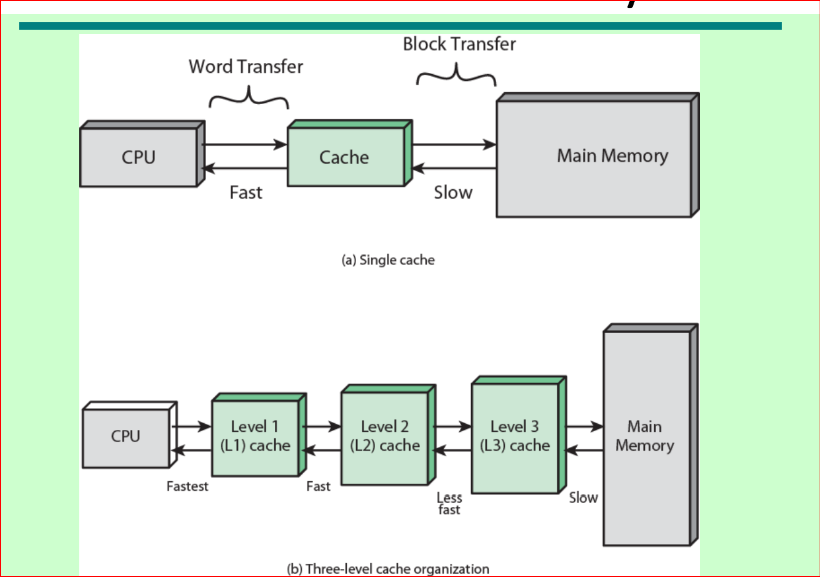 Block Transfer
Word Transfer
CPU
Cache
Main Memory
Fast
Slow
(a) Single cache
CPU
Level 1
(L1) cache
Level 2
(L2) cache
Level 3
(L3) cache
Main
Memory
Fastest
Fast
Less
fast
Slow
(b) Three-level cache organization